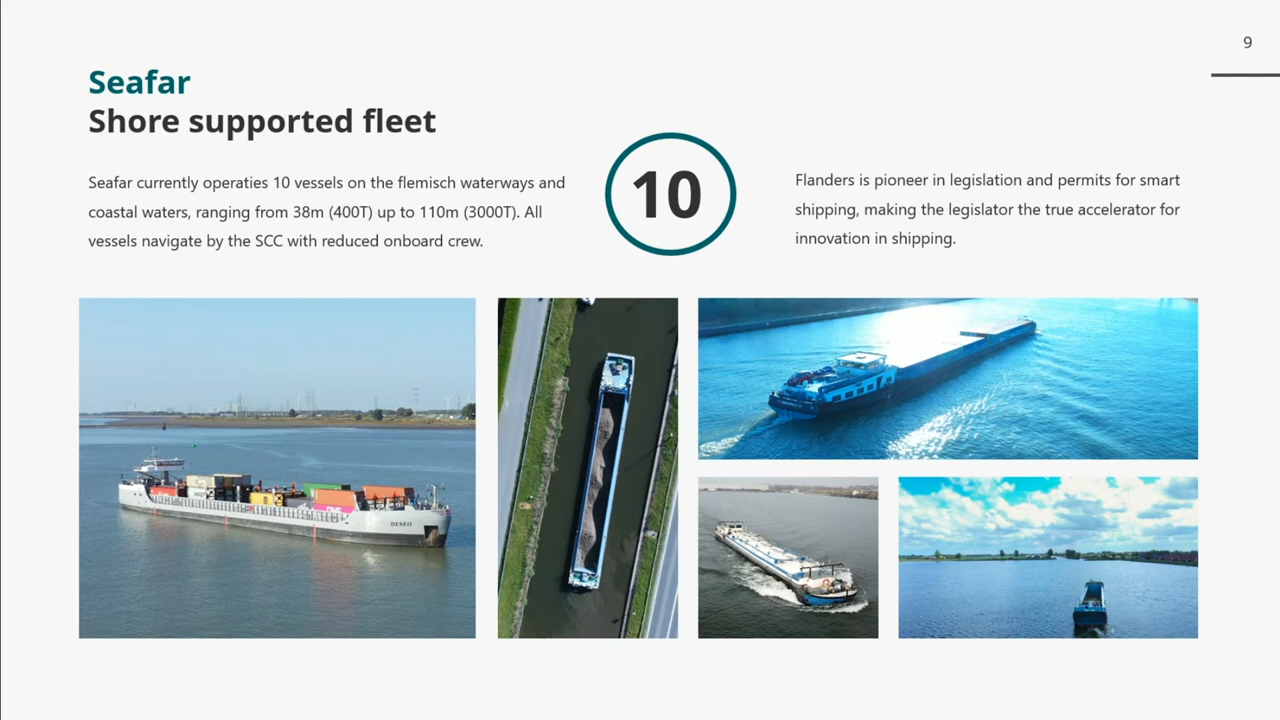 9
Seafar
Shore supported fleet
Seafar currently operaties 10 vessels on the flemisch waterways and
coastal waters, ranging from 38m (400T) up to 110m (3000T). All
vessels navigate by the SCC with reduced onboard crew.
10
Flanders is pioneer in legislation and permits for smart
shipping, making the legislator the true accelerator for
innovation in shipping.
DESEO